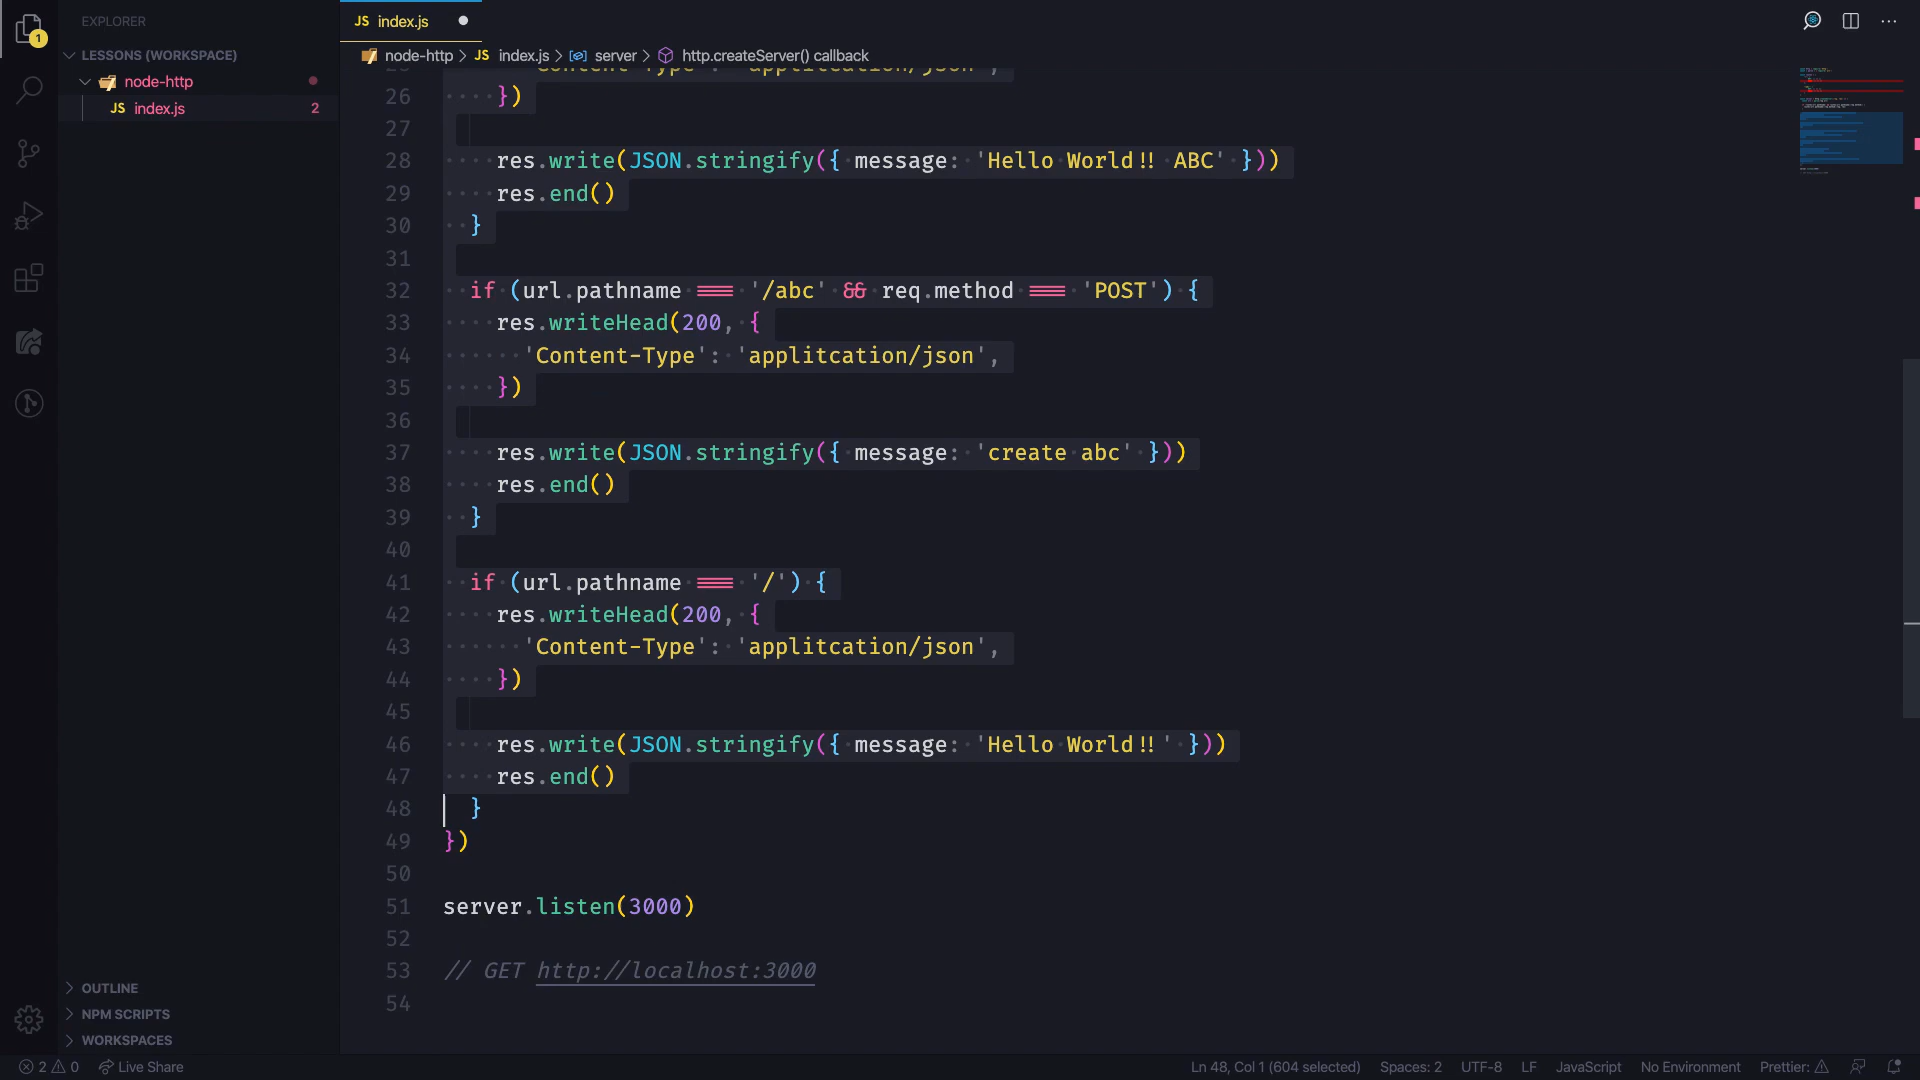 EXPLORER
LESSONS (WORKSPACE)
node-http
JS index.js 2
1
JS index.js
node-http > JS index.js > server > http.createServer() callback
'Content-Type': 'applitcation/json',
26 })
27
28 res.write(JSON.stringify({ message: 'Hello World!! ABC' }))
29 res.end()
30 }
31
32 if (url.pathname === '/abc' && req.method === 'POST') {
33 res.writeHead(200, {
34 'Content-Type': 'applitcation/json',
35 })
36
37 res.write(JSON.stringify({ message: 'create abc' }))
38 res.end()
39 }
40
41 if (url.pathname === '/') {
42 res.writeHead(200, {
43 'Content-Type': 'applitcation/json',
44 })
45
46 res.write(JSON.stringify({ message: 'Hello World!!' }))
47 res.end()
48 }
49 })
50
51 server.listen(3000)
52
53 // GET http://localhost:3000
54
OUTLINE
NPM SCRIPTS
WORKSPACES
2 0 Live Share
Ln 48, Col 1 (604 selected) Spaces: 2 UTF-8 LF JavaScript No Environment Prettier: